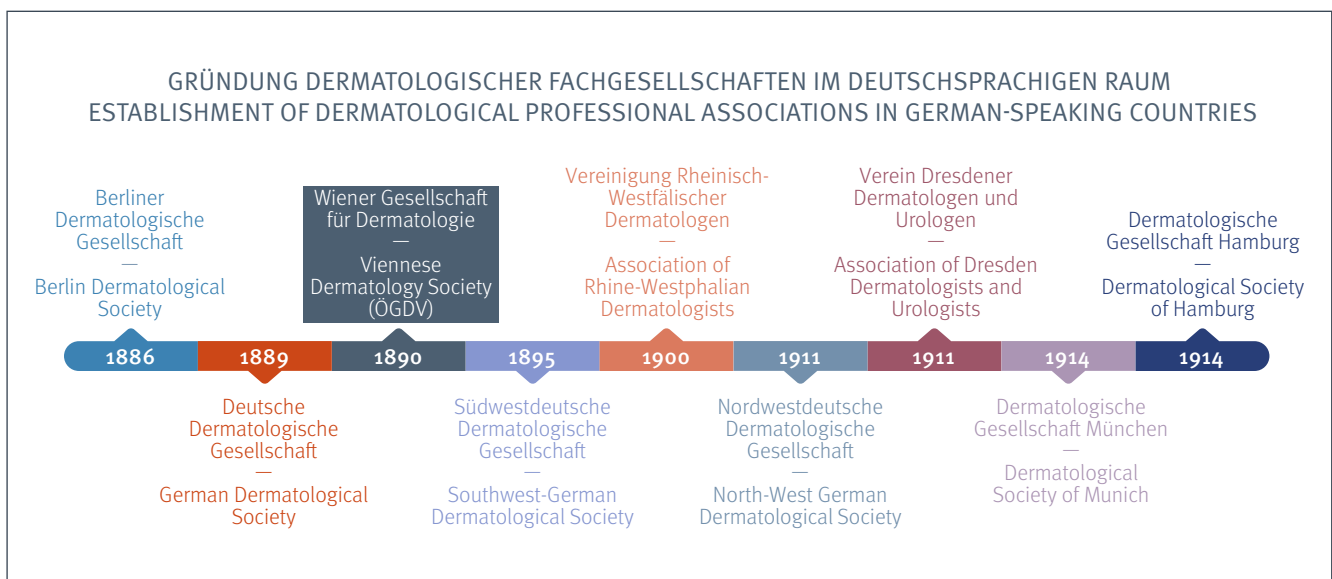 GRÜNDUNG DERMATOLOGISCHER FACHGESELLSCHAFTEN IM DEUTSCHSPRACHIGEN RAUM
ESTABLISHMENT OF DERMATOLOGICAL PROFESSIONAL ASSOCIATIONS IN GERMAN-SPEAKING COUNTRIES
Berliner
Dermatologische
Gesellschaft
—
Berlin Dermatological
Society
1886
Deutsche
Dermatologische
Gesellschaft
—
German Dermatological
Society
1889
Wiener Gesellschaft
für Dermatologie
—
Viennese
Dermatology Society
(ÖGDV)
1890
Südwestdeutsche
Dermatologische
Gesellschaft
—
Southwest-German
Dermatological Society
1895
Vereinigung Rheinisch-
Westfälischer
Dermatologen
—
Association of
Rhine-Westphalian
Dermatologists
1900
Nordwestdeutsche
Dermatologische
Gesellschaft
—
North-West German
Dermatological Society
1911
Verein Dresdener
Dermatologen und
Urologen
—
Association of Dresden
Dermatologists and
Urologists
1911
Dermatologische
Gesellschaft München
—
Dermatological
Society of Munich
1914
Dermatologische
Gesellschaft Hamburg
—
Dermatological Society
of Hamburg
1914